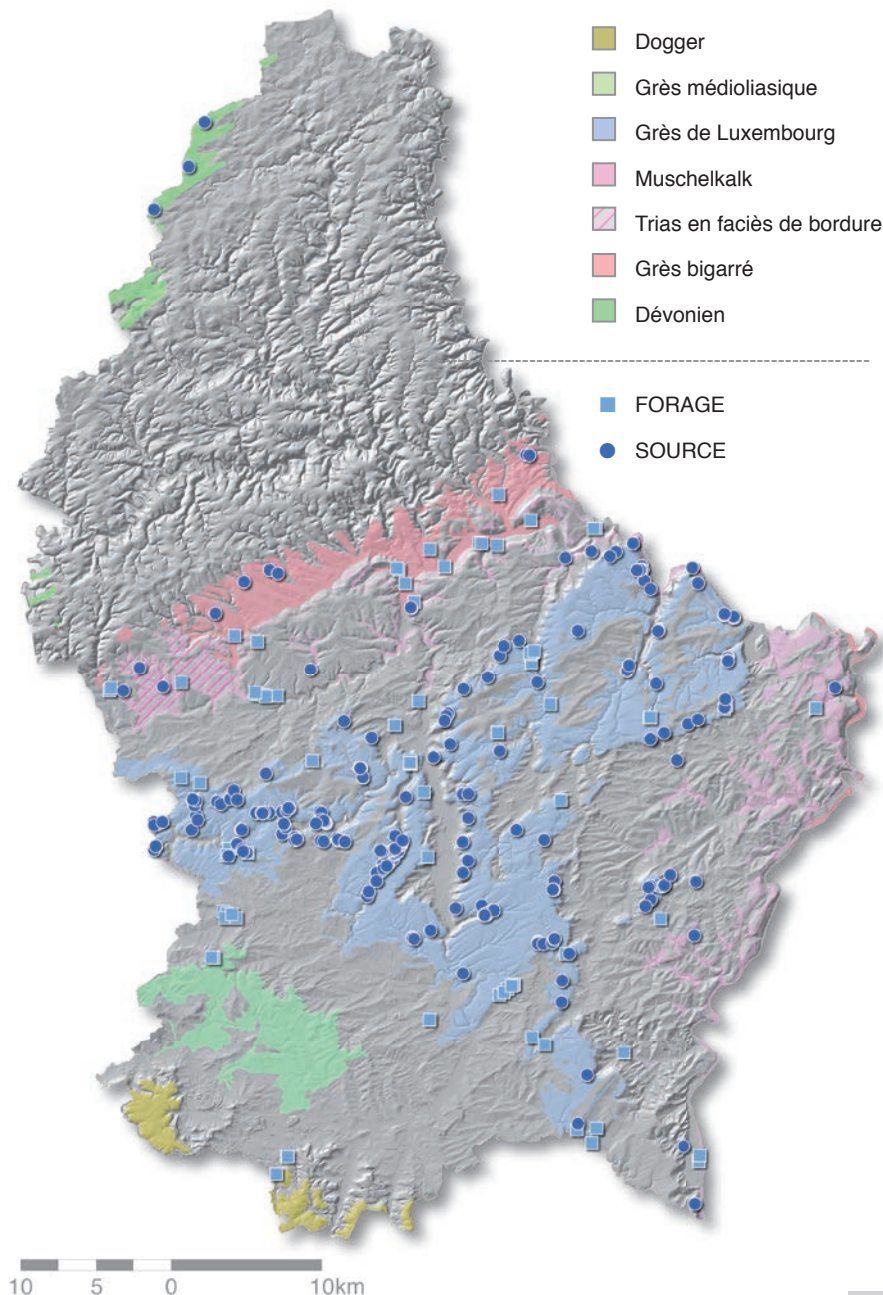 Dogger
Grès médioliasique
Grès de Luxembourg
Muschelkalk
Trias en faciès de bordure
Grès bigarré
Dévonien
FORAGE
SOURCE
10 5 0 10km